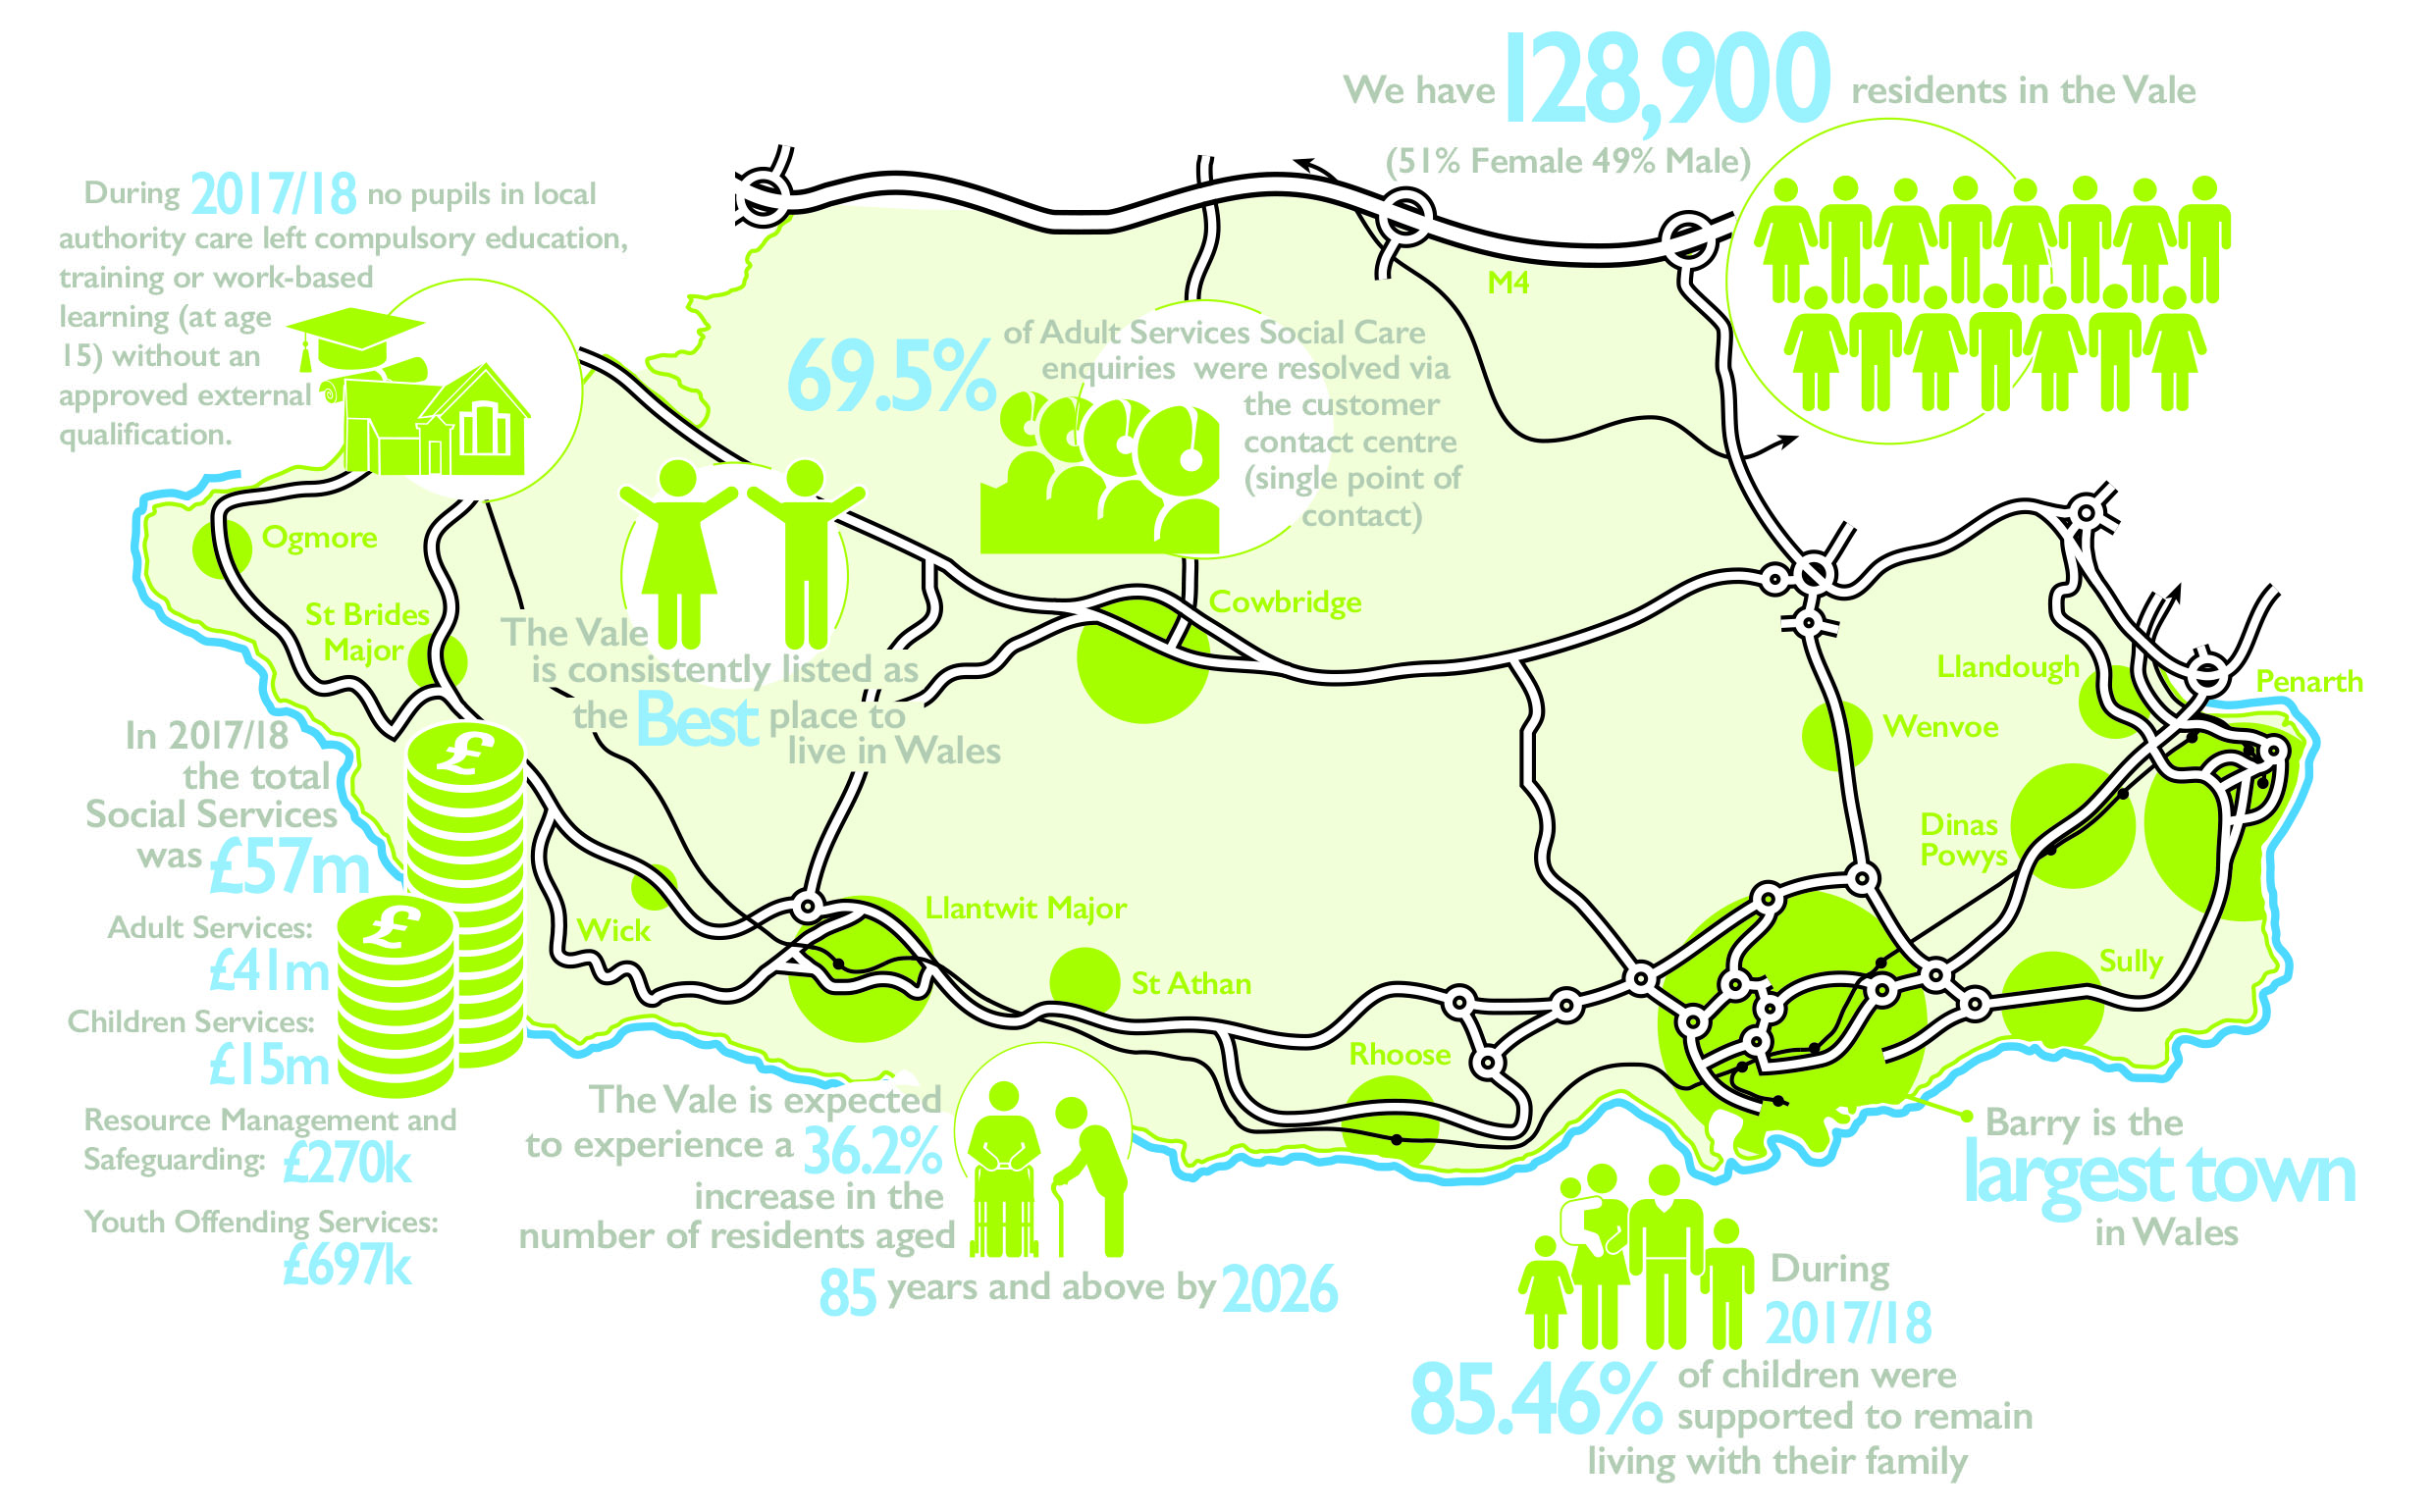 We have 128,900 residents in the Vale
(51% Female 49% Male)
During 2017/18 no pupils in local
authority care left compulsory education,
training or work-based
learning (at age
15) without an
approved external
qualification.
M4
69.5% of Adult Services Social Care
enquiries were resolved via
the customer
contact centre
(single point of
contact)
Ogmore
St Brides
Major
Cowbridge
The Vale
is consistently listed as
the Best place to
live in Wales
Llandough
Penarth
Wenvoe
Dinas
Powys
In 2017/18
the total
Social Services
was £57m
£
£
Adult Services:
£41m
Children Services:
£15m
Resource Management and
Safeguarding: £270k
Youth Offending Services:
£697k
Wick
Llantwit Major
St Athan
Sully
Rhoose
The Vale is expected
to experience a 36.2%
increase in the
number of residents aged
85 years and above by 2026
Barry is the
largest town
in Wales
During
2017/18
85.46% of children were
supported to remain
living with their family